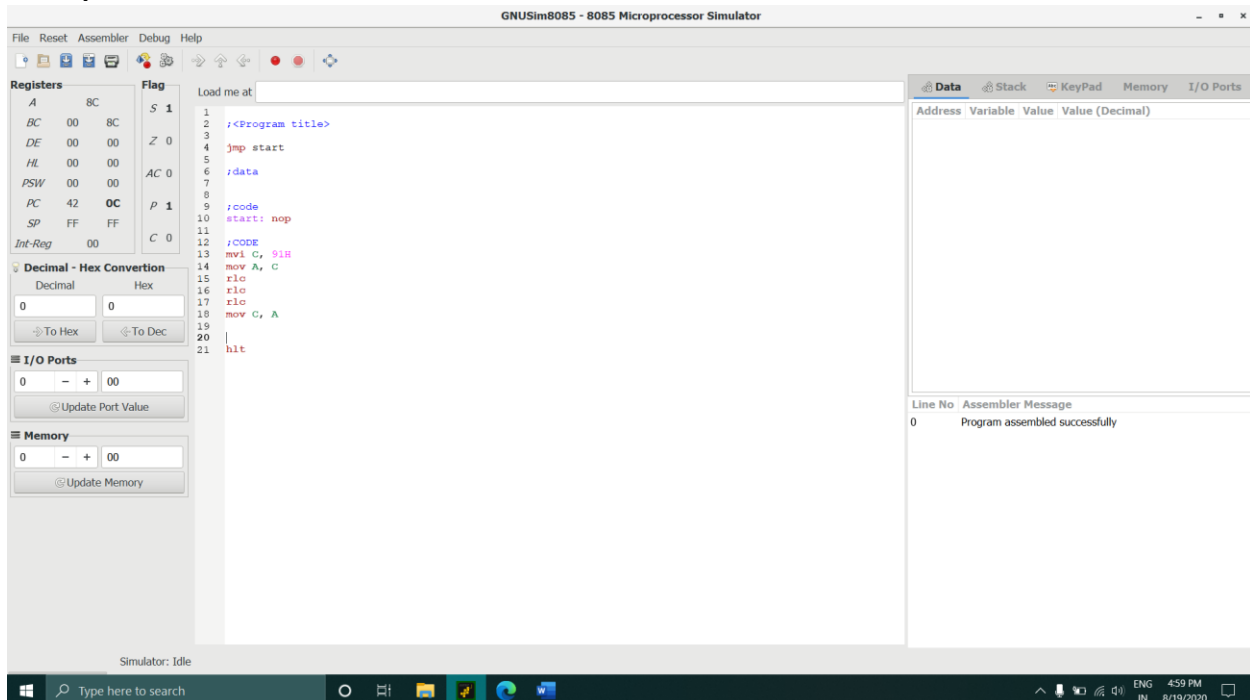 GNUSim8085 - 8085 Microprocessor Simulator
File Reset Assembler Debug Help
Registers
A 8C
BC 00 8C
DE 00 00
HL 00 00
PSW 00 00
PC 42 0C
SP FF FF
Int-Reg 00
Flag
S 1
Z 0
AC 0
P 1
C 0
Decimal - Hex Convertion
Decimal Hex
0 0
To Hex To Dec
I/O Ports
0 - + 00
Update Port Value
Memory
0 - + 00
Update Memory
Load me at
1
2 ;<Program title>
3
4 jmp start
5
6 ;data
7
8
9 ;code
10 start: nop
11
12 ;CODE
13 mvi C, 91H
14 mov A, C
15 rlc
16 rlc
17 rlc
18 mov C, A
19
20
21 hlt
Data Stack KeyPad Memory I/O Ports
Address Variable Value Value (Decimal)
Line No Assembler Message
0 Program assembled successfully
Simulator: Idle
Type here to search
ENG 4:59 PM
IN 8/19/2020